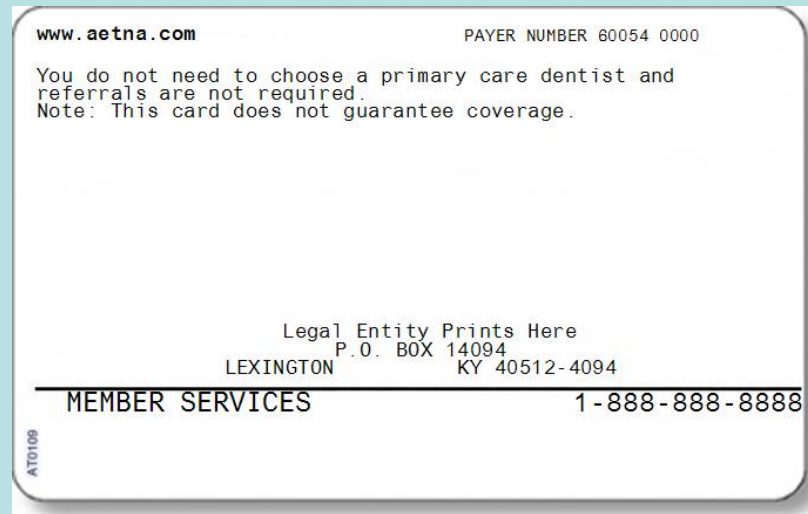 www.aetna.com PAYER NUMBER 60054 0000
You do not need to choose a primary care dentist and
referrals are not required.
Note: This card does not guarantee coverage.
Legal Entity Prints Here
P.O. BOX 14094
LEXINGTON KY 40512-4094
MEMBER SERVICES 1-888-888-8888
AT0109